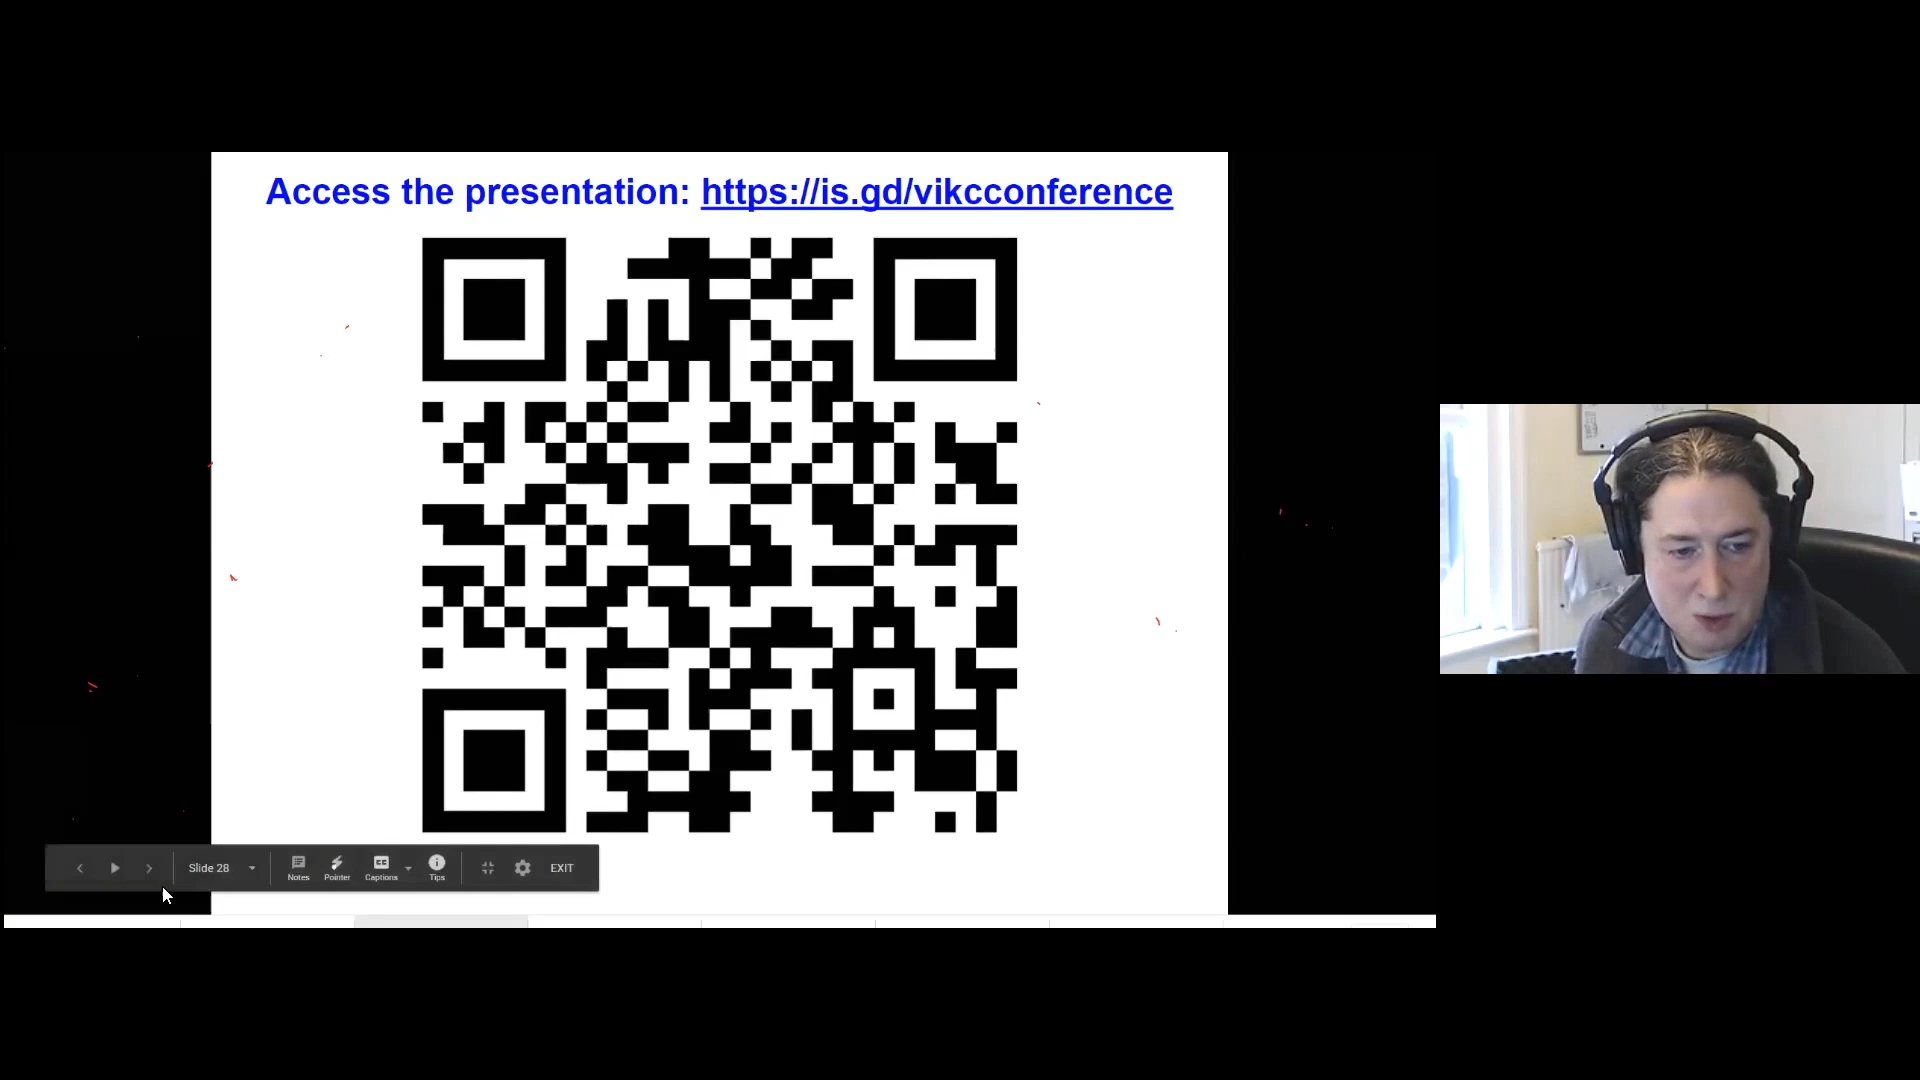 Access the presentation: https://is.gd/vikcconference
Slide 28
Notes
Pointer
Captions
Tips
EXIT